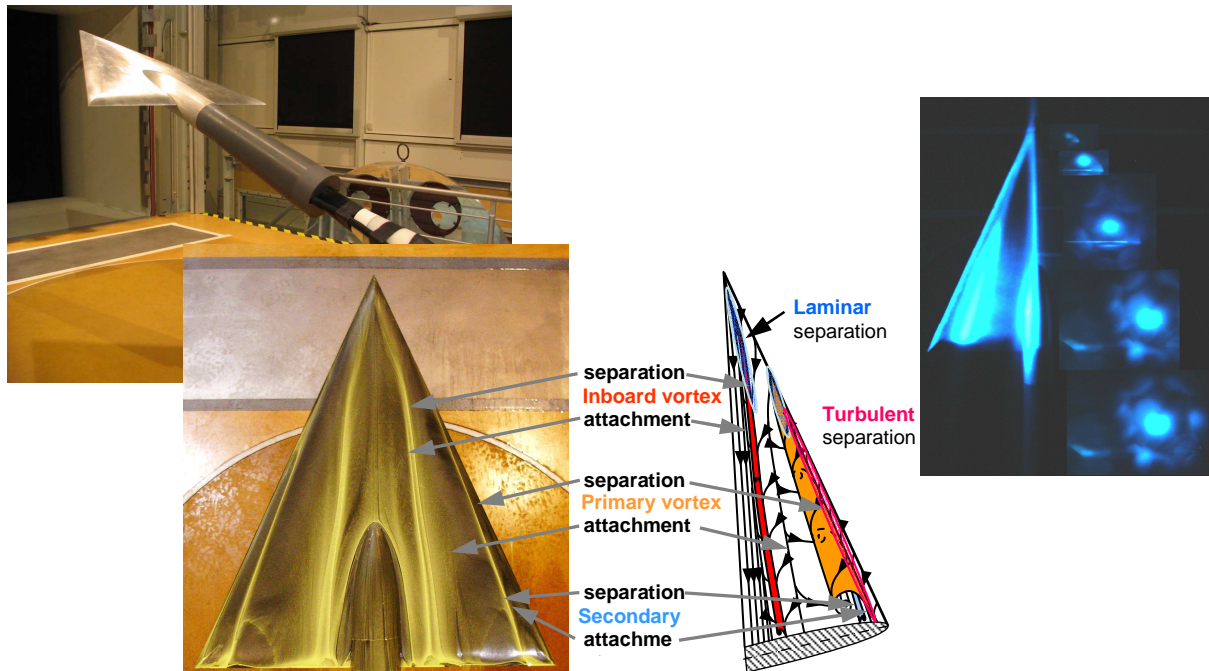 Laminar
separation
separation
Inboard vortex
attachment
Turbulent
separation
separation
Primary vortex
attachment
separation
Secondary
attachme